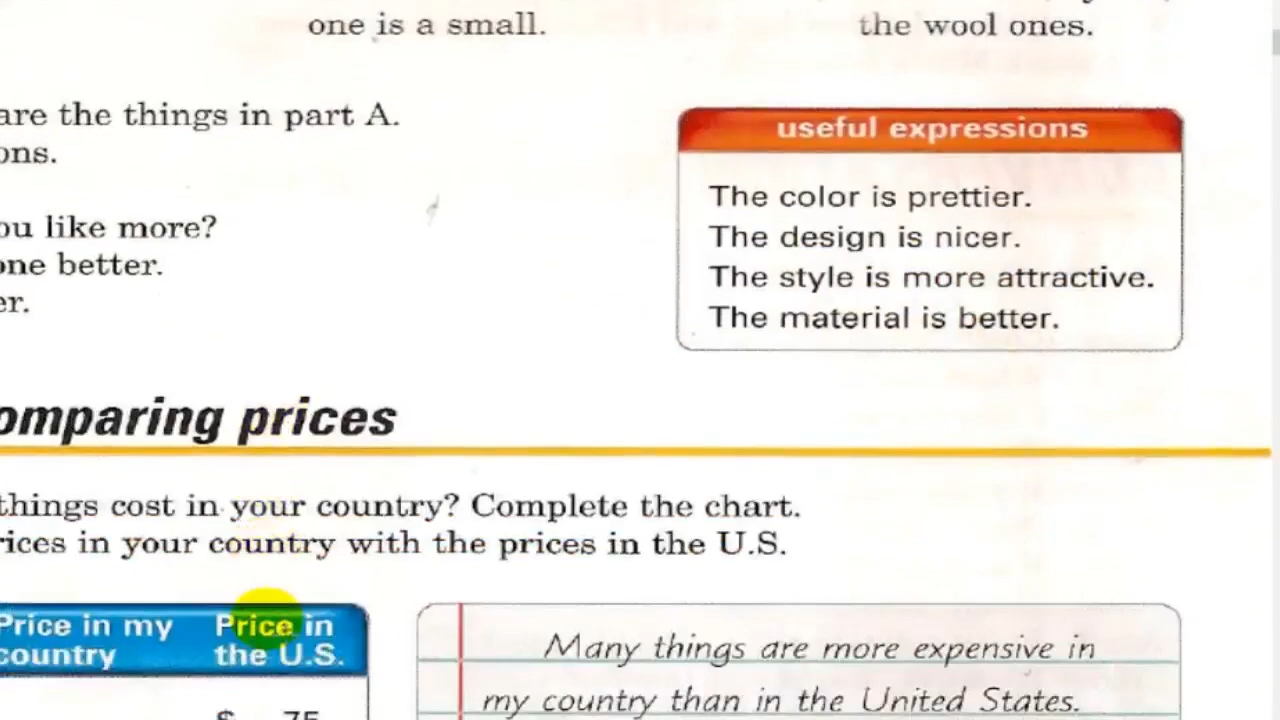 one is a small.
the wool ones.
are the things in part A.
ons.
ou like more?
one better.
er.
useful expressions
The color is prettier.
The design is nicer.
The style is more attractive.
The material is better.
omparing prices
things cost in your country? Complete the chart.
rices in your country with the prices in the U.S.
Price in my country
Price in the U.S.
$ .75
Many things are more expensive in
my country than in the United States.